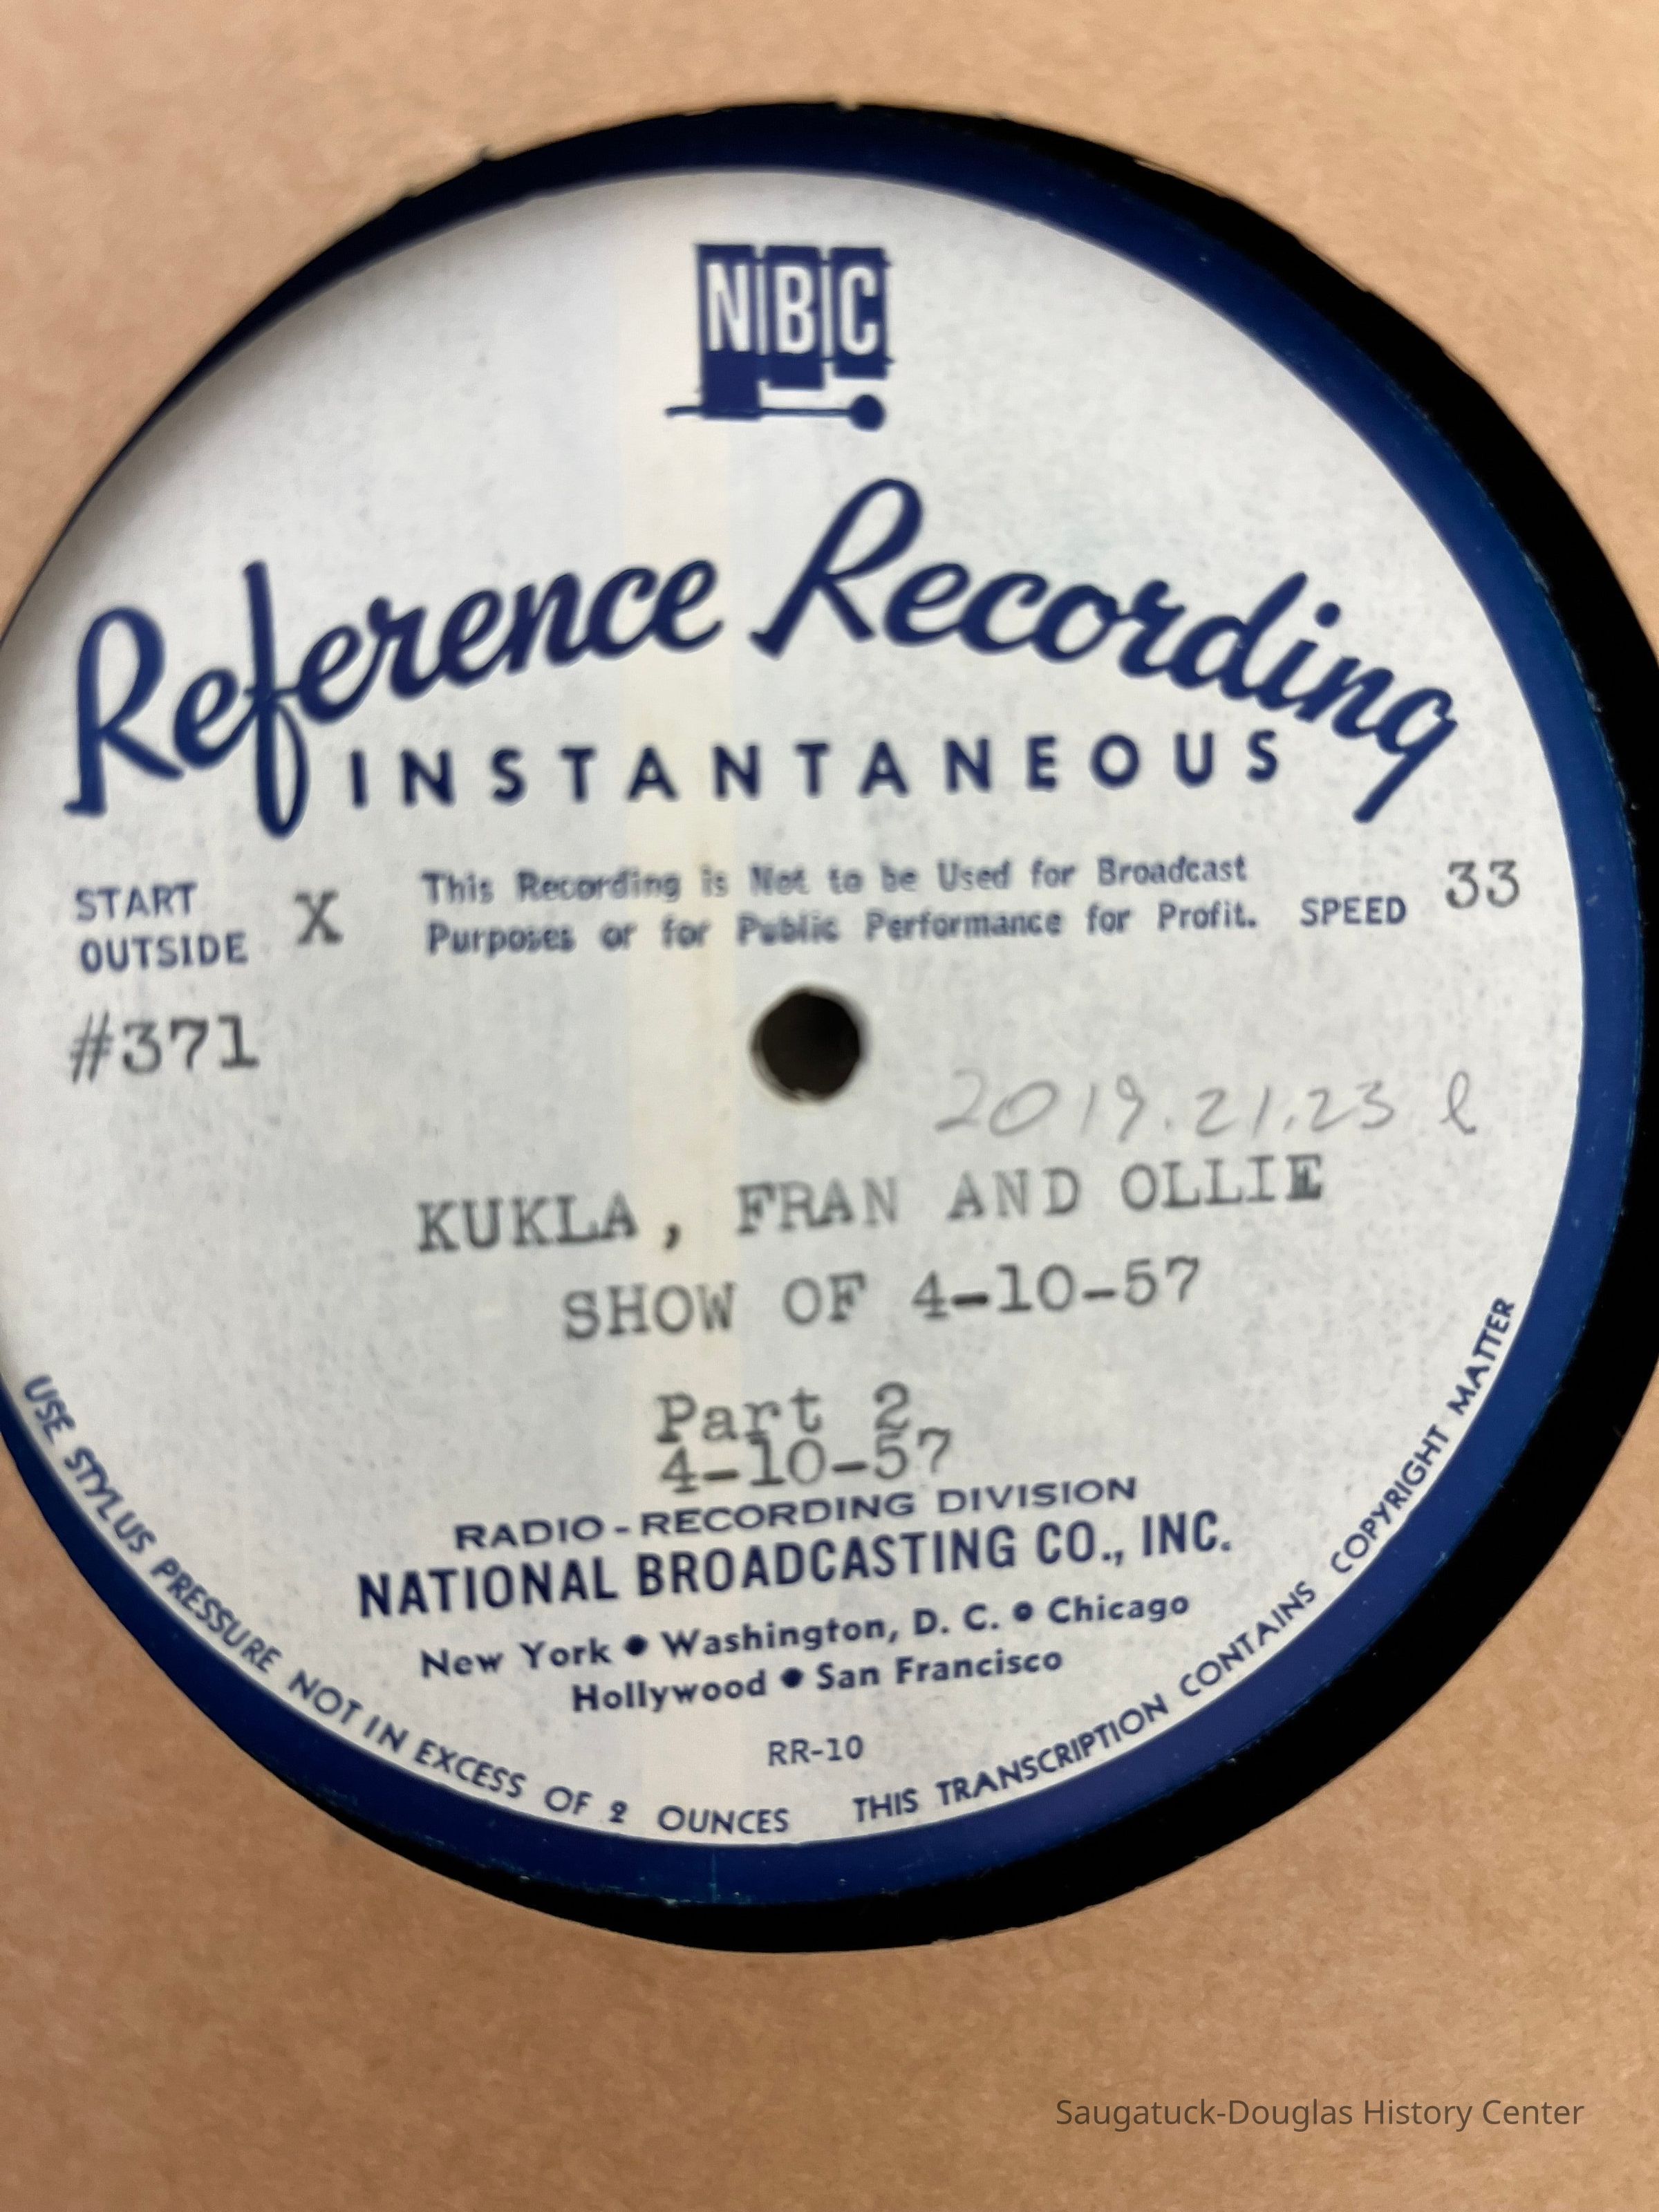 NBC
Reference Recording
INSTANTANEOUS
START
OUTSIDE X
This Recording is Not to be Used for Broadcast
Purposes or for Public Performance for Profit.
SPEED 33
#371
2019.21.23 l
KUKLA, FRAN AND OLLIE
SHOW OF 4-10-57
Part 2
4-10-57
RADIO-RECORDING DIVISION
NATIONAL BROADCASTING CO., INC.
New York • Washington, D. C. • Chicago
Hollywood • San Francisco
RR-10
USE STYLUS PRESSURE NOT IN EXCESS OF 2 OUNCES
THIS TRANSCRIPTION CONTAINS COPYRIGHT MATTER
Saugatuck-Douglas History Center